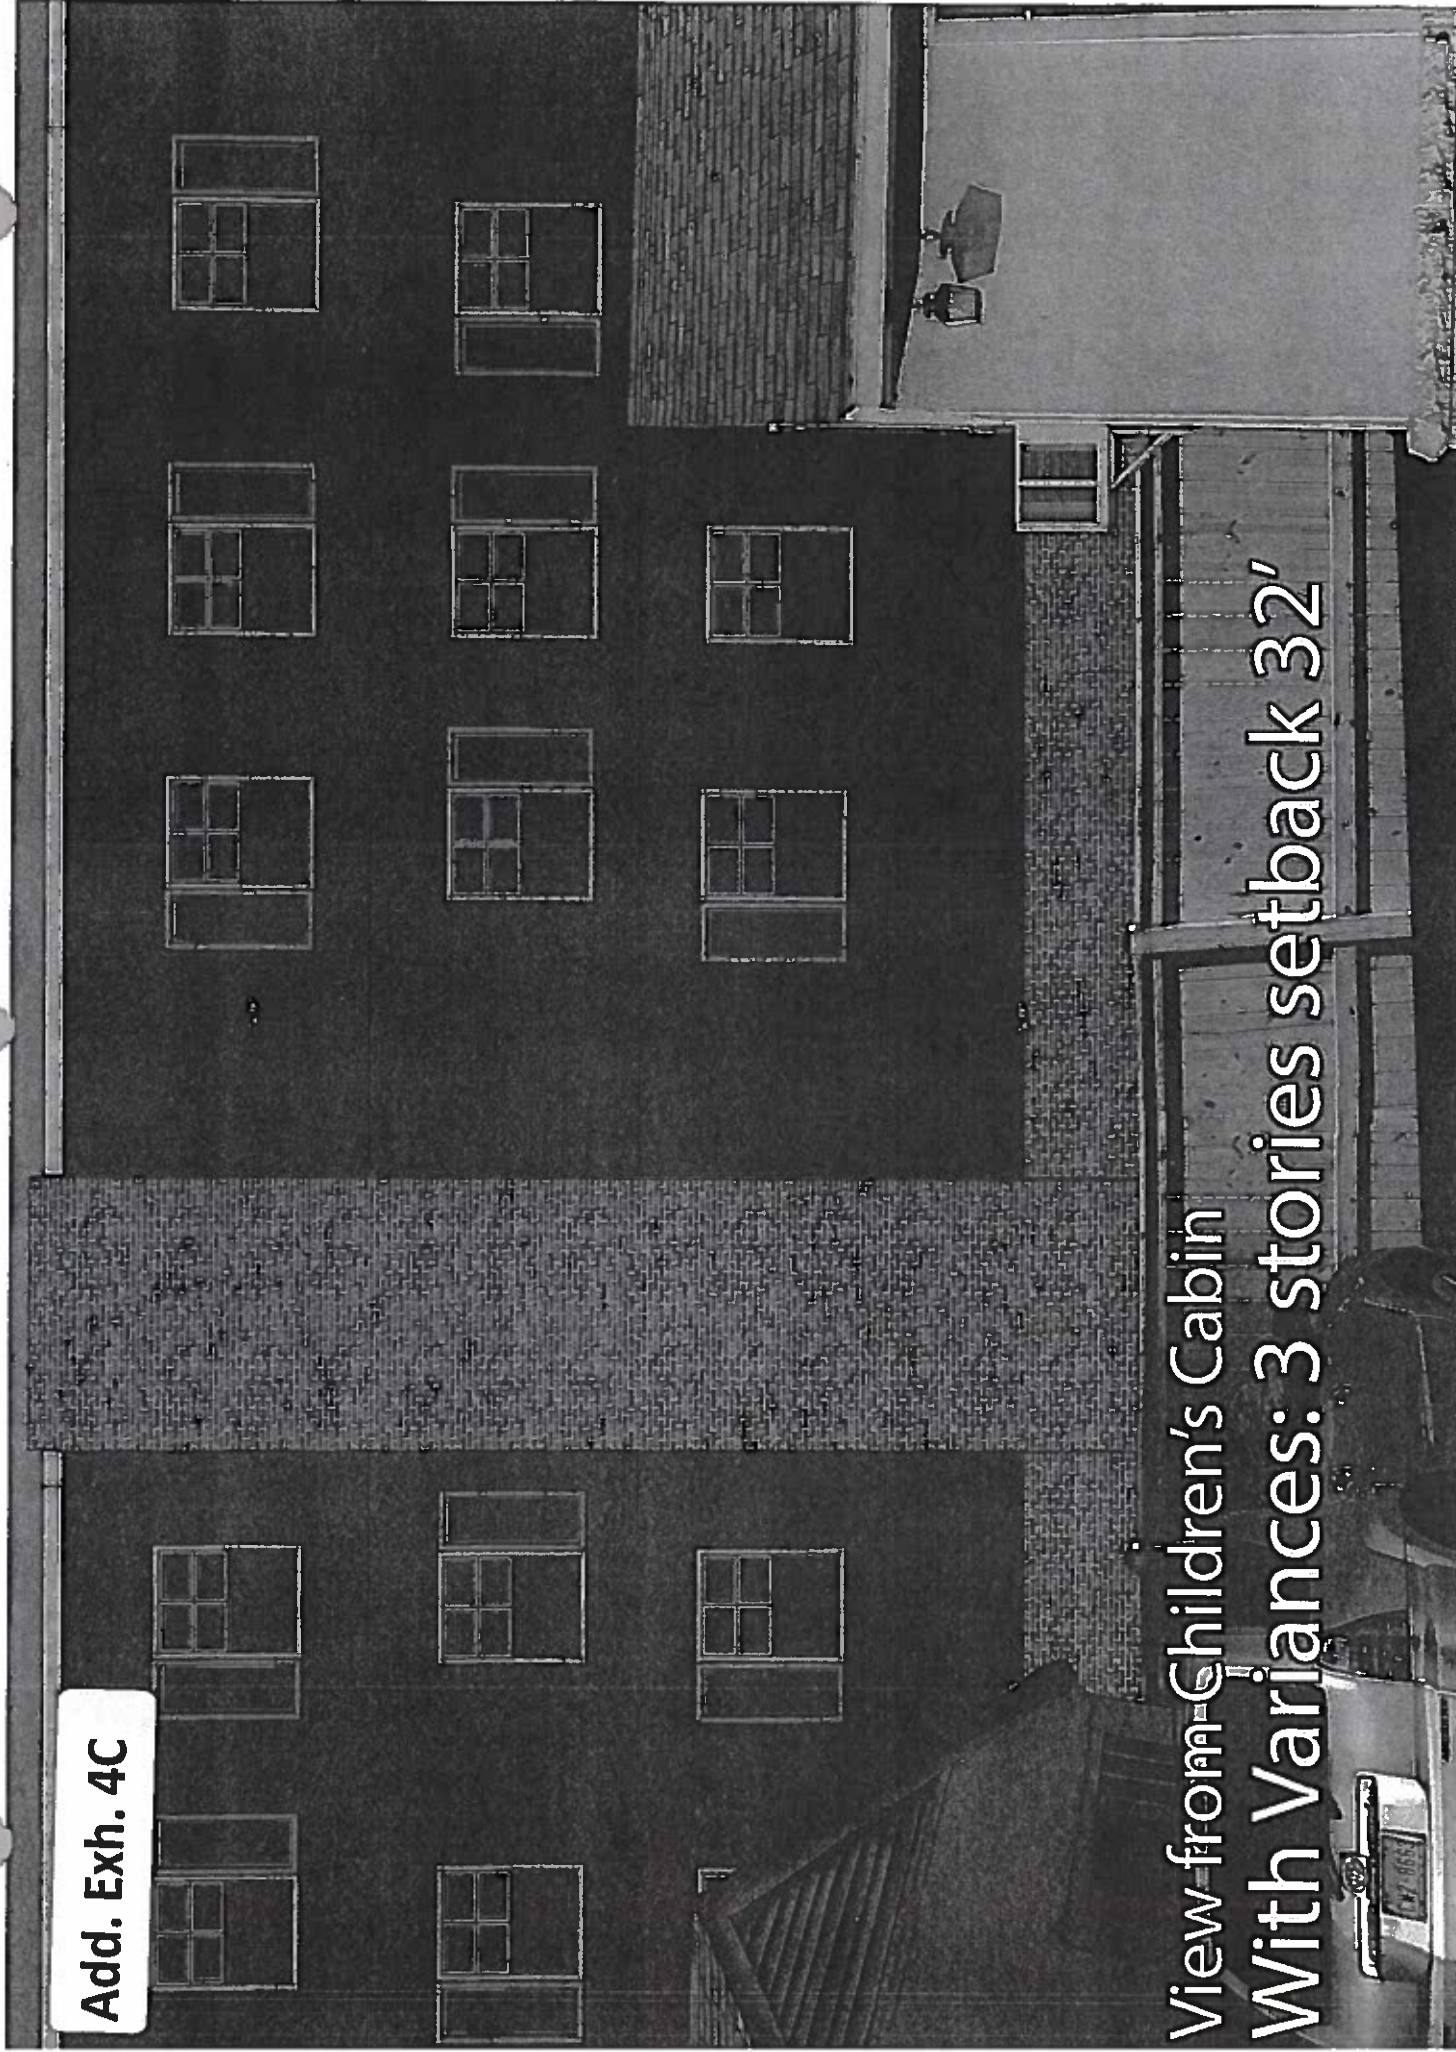 Add. Exh. 4C
View from Children's Cabin
With Variances: 3 stories setback 32'